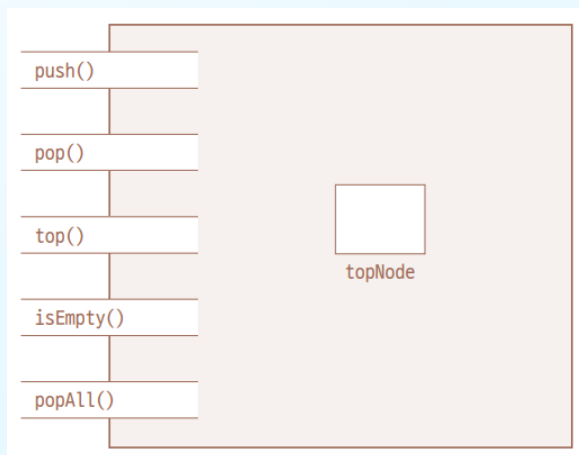 push()
pop()
top()
topNode
isEmpty()
popAll()